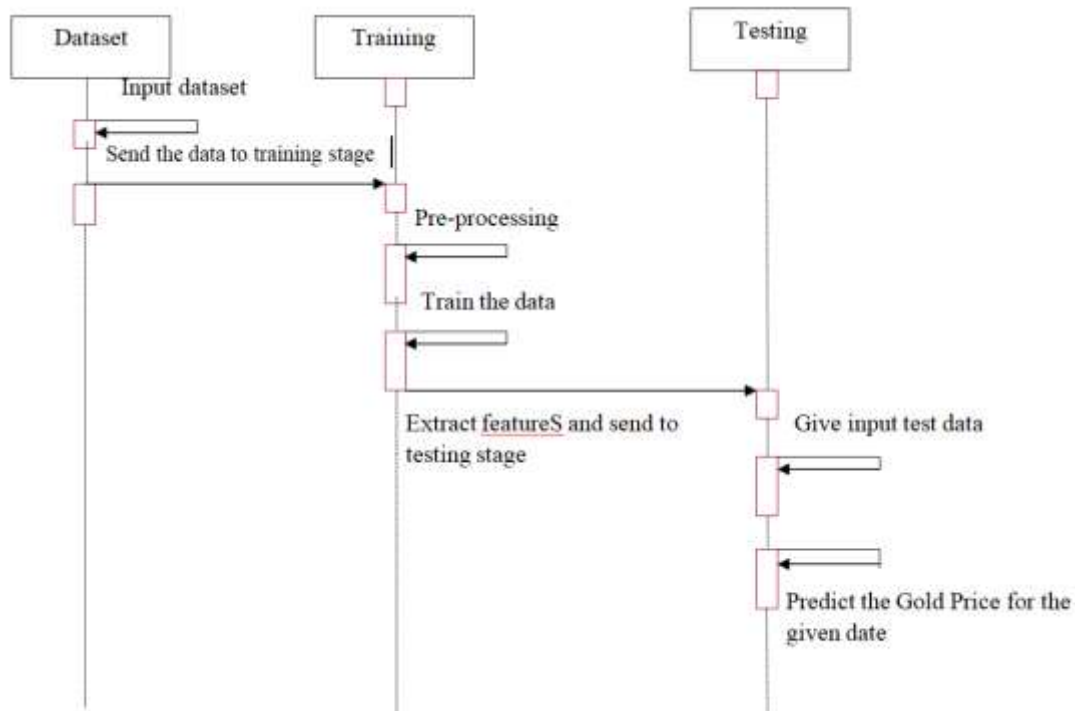 Dataset
Training
Testing
Input dataset
Send the data to training stage
Pre-processing
Train the data
Extract featureS and send to
testing stage
Give input test data
Predict the Gold Price for the
given date